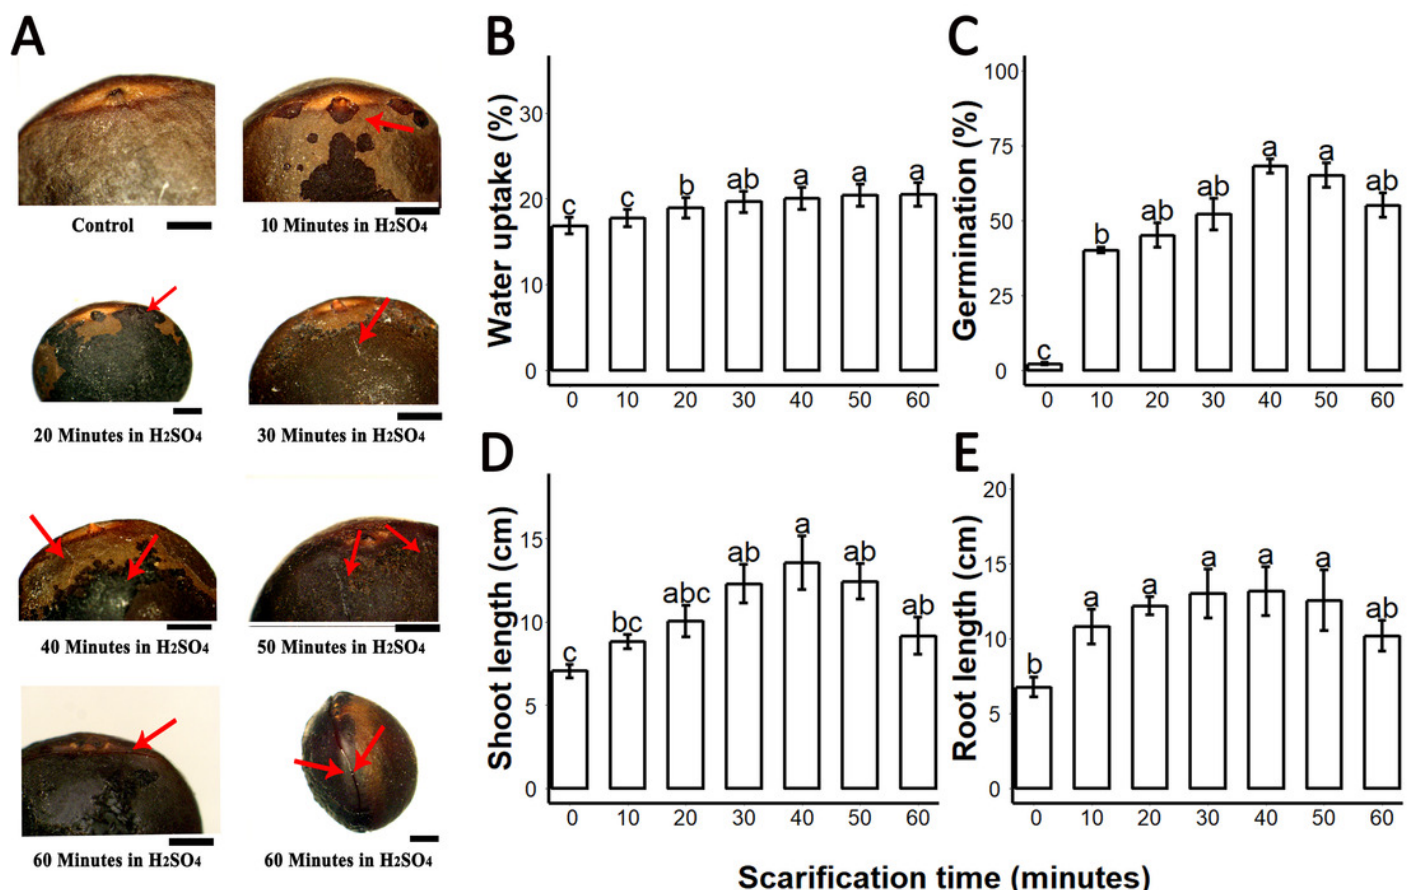 A
Control
10 Minutes in H2SO4
20 Minutes in H2SO4
30 Minutes in H2SO4
40 Minutes in H2SO4
50 Minutes in H2SO4
60 Minutes in H2SO4
60 Minutes in H2SO4
B
Water uptake (%)
30
20
10
0
c c b ab a a a
0 10 20 30 40 50 60
C
Germination (%)
100
75
50
25
0
c b ab ab a a ab
0 10 20 30 40 50 60
D
Shoot length (cm)
15
10
5
0
c bc abc ab a ab ab
0 10 20 30 40 50 60
E
Root length (cm)
20
15
10
5
0
b a a a a a ab
0 10 20 30 40 50 60
Scarification time (minutes)